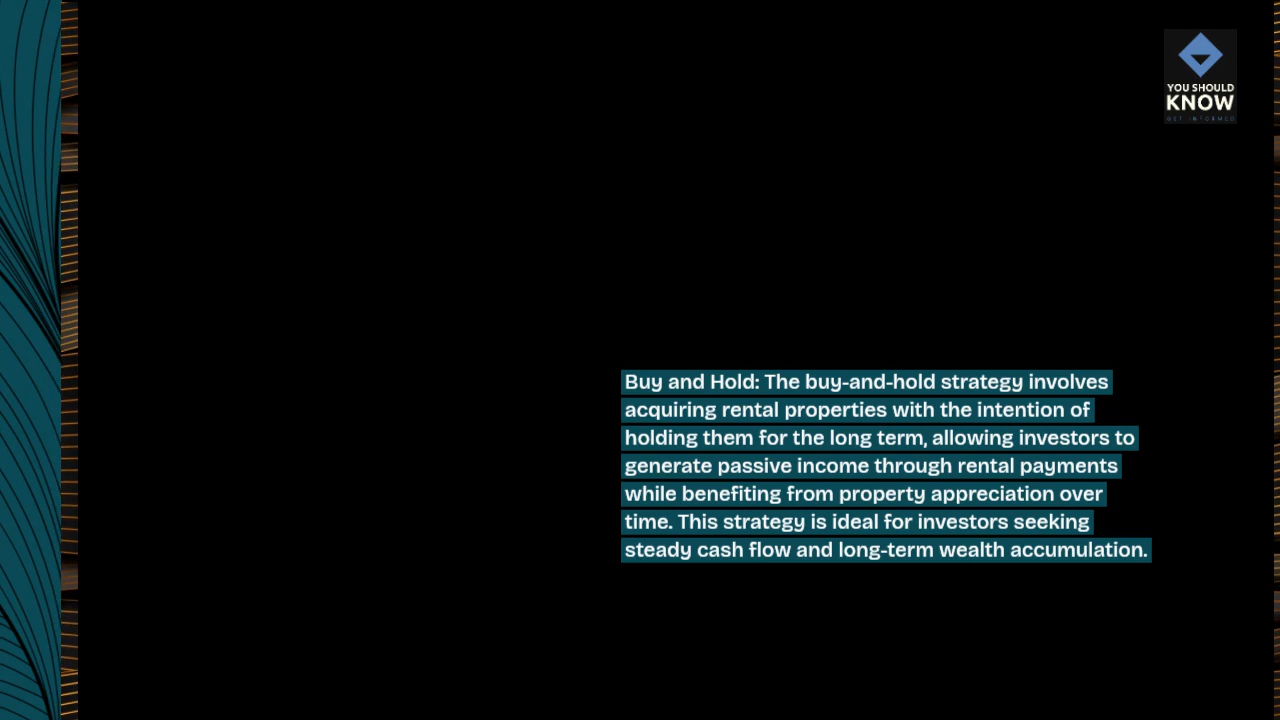 YOU SHOULD
KNOW
GET INFORMED
Buy and Hold: The buy-and-hold strategy involves
acquiring rental properties with the intention of
holding them for the long term, allowing investors to
generate passive income through rental payments
while benefiting from property appreciation over
time. This strategy is ideal for investors seeking
steady cash flow and long-term wealth accumulation.